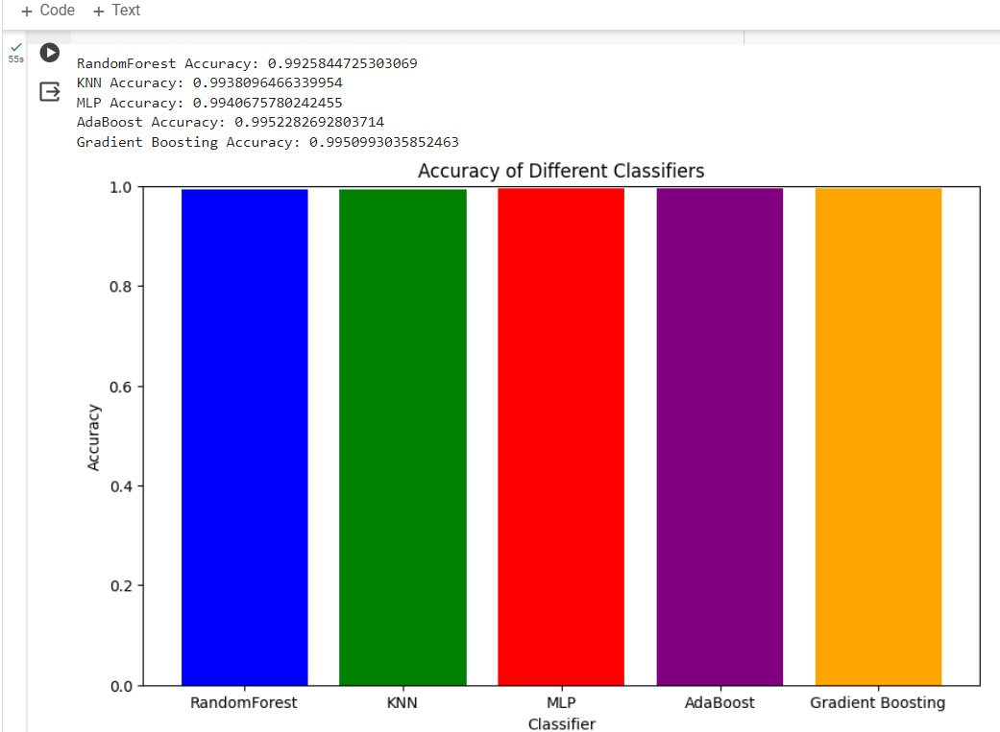 + Code + Text
55s
RandomForest Accuracy: 0.9925844725303069
KNN Accuracy: 0.9938096466339954
MLP Accuracy: 0.9940675780242455
AdaBoost Accuracy: 0.9952282692803714
Gradient Boosting Accuracy: 0.9950993035852463
Accuracy of Different Classifiers
1.0
0.8
0.6
0.4
0.2
0.0
Accuracy
RandomForest KNN MLP AdaBoost Gradient Boosting
Classifier